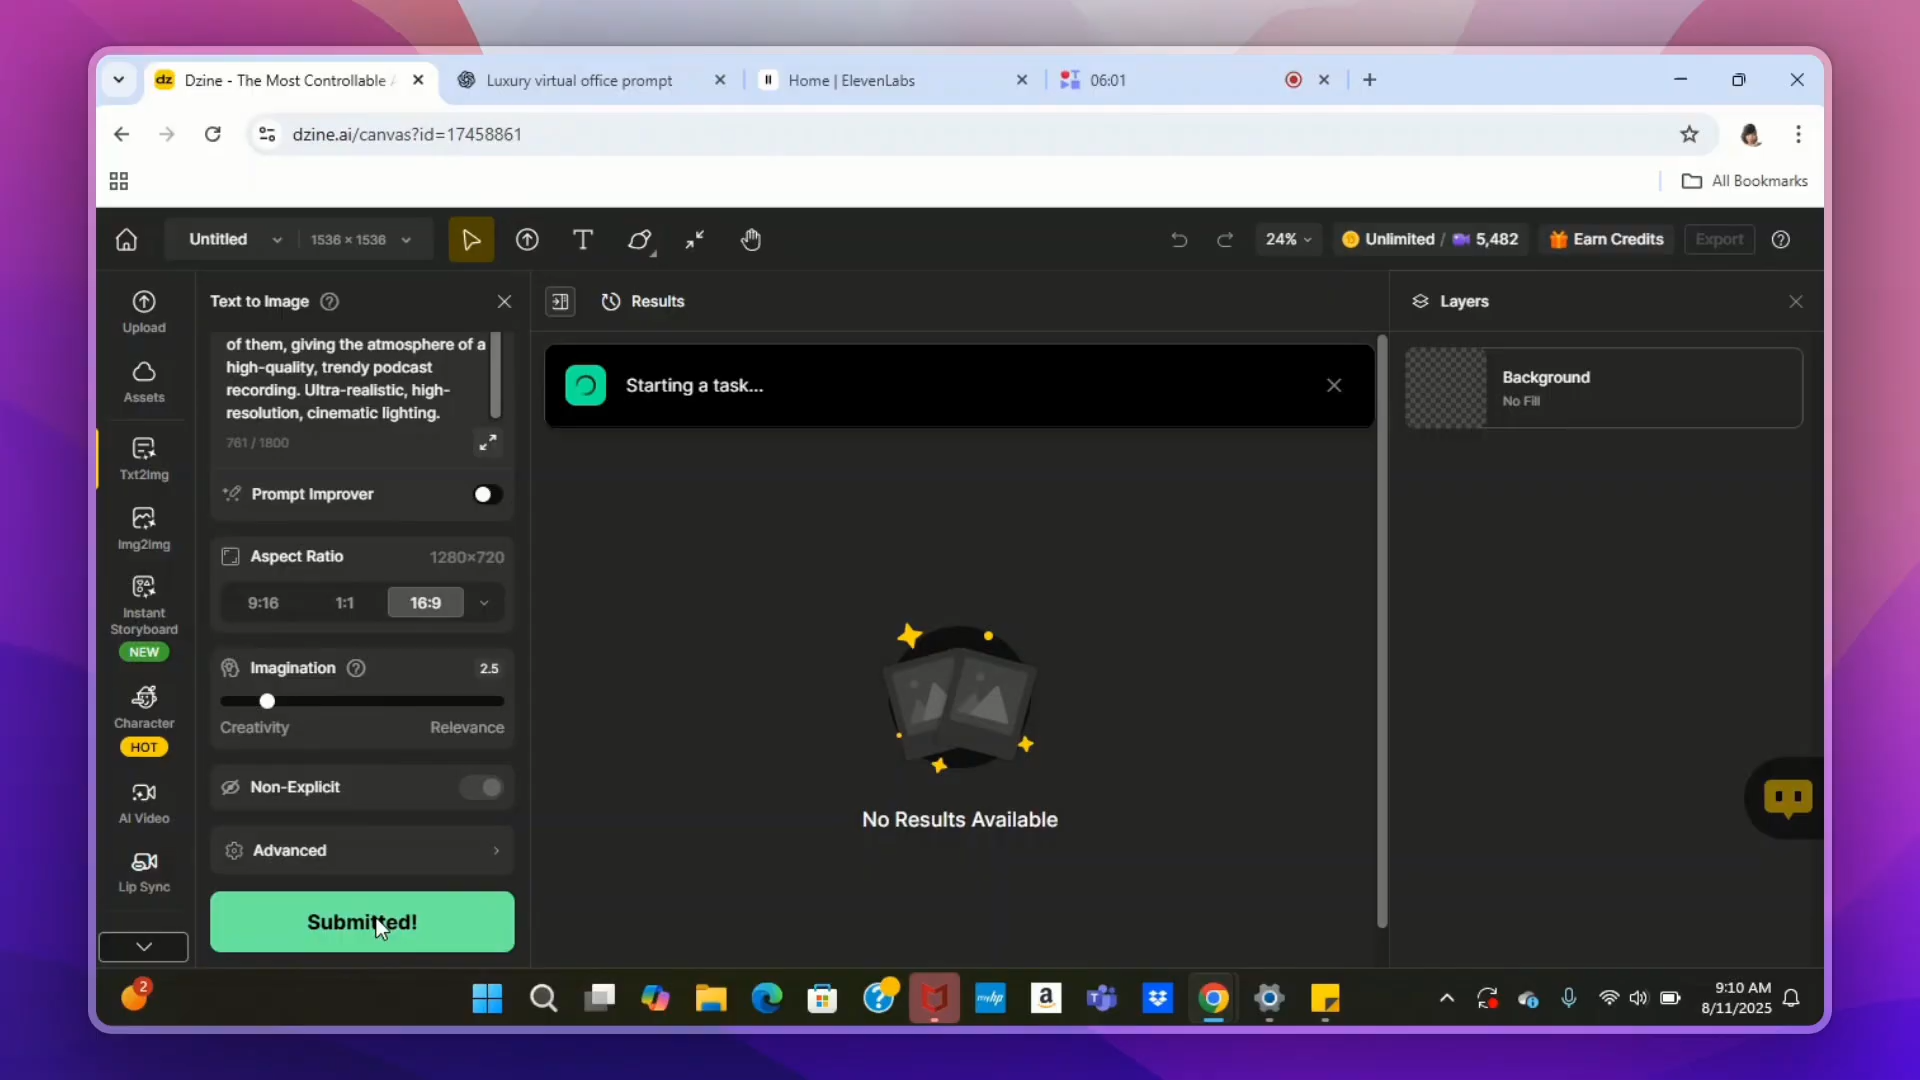 dz Dzine - The Most Controllable A
Luxury virtual office prompt
Home | ElevenLabs
06:01
dzine.ai/canvas?id=17458861
All Bookmarks
Untitled
1536 × 1536
24%
Unlimited / 5,482
Earn Credits
Export
Upload
Assets
Txt2Img
Img2Img
Instant
Storyboard
NEW
Character
HOT
AI Video
Lip Sync
Text to Image
of them, giving the atmosphere of a
high-quality, trendy podcast
recording. Ultra-realistic, high-
resolution, cinematic lighting.
761 / 1800
Prompt Improver
Aspect Ratio 1280×720
9:16 1:1 16:9
Imagination 2.5
Creativity Relevance
Non-Explicit
Advanced
Submitted!
Results
Starting a task...
No Results Available
Layers
Background
No Fill
2
myhp
9:10 AM
8/11/2025